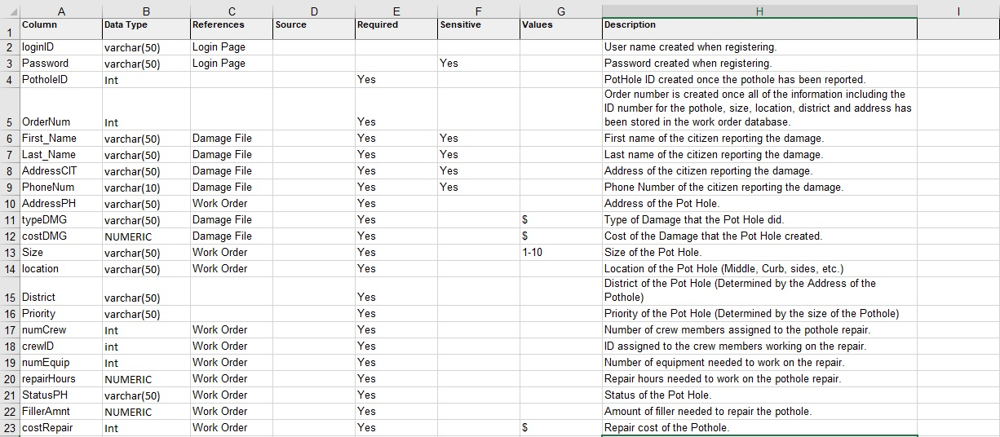 A B C D E F G H I
1 Column Data Type References Source Required Sensitive Values Description
2 loginID varchar(50) Login Page User name created when registering.
3 Password varchar(50) Login Page Yes Password created when registering.
4 PotholeID Int Yes PotHole ID created once the pothole has been reported.
Order number is created once all of the information including the
ID number for the pothole, size, location, district and address has
5 OrderNum Int Yes been stored in the work order database.
6 First_Name varchar(50) Damage File Yes Yes First name of the citizen reporting the damage.
7 Last_Name varchar(50) Damage File Yes Yes Last name of the citizen reporting the damage.
8 AddressCIT varchar(50) Damage File Yes Yes Address of the citizen reporting the damage.
9 PhoneNum varchar(10) Damage File Yes Yes Phone Number of the citizen reporting the damage.
10 AddressPH varchar(50) Work Order Yes Address of the Pot Hole.
11 typeDMG varchar(50) Damage File Yes $ Type of Damage that the Pot Hole did.
12 costDMG NUMERIC Damage File Yes $ Cost of the Damage that the Pot Hole created.
13 Size varchar(50) Work Order Yes 1-10 Size of the Pot Hole.
14 location varchar(50) Work Order Yes Location of the Pot Hole (Middle, Curb, sides, etc.)
District of the Pot Hole (Determined by the Address of the
15 District varchar(50) Yes Pothole)
16 Priority varchar(50) Yes Priority of the Pot Hole (Determined by the size of the Pothole)
17 numCrew Int Work Order Yes Number of crew members assigned to the pothole repair.
18 crewID int Work Order Yes ID assigned to the crew members working on the repair.
19 numEquip Int Work Order Yes Number of equipment needed to work on the repair.
20 repairHours NUMERIC Work Order Yes Repair hours needed to work on the pothole repair.
21 StatusPH varchar(50) Work Order Yes Status of the Pot Hole.
22 FillerAmnt NUMERIC Work Order Yes Amount of filler needed to repair the pothole.
23 costRepair Int Work Order Yes $ Repair cost of the Pothole.